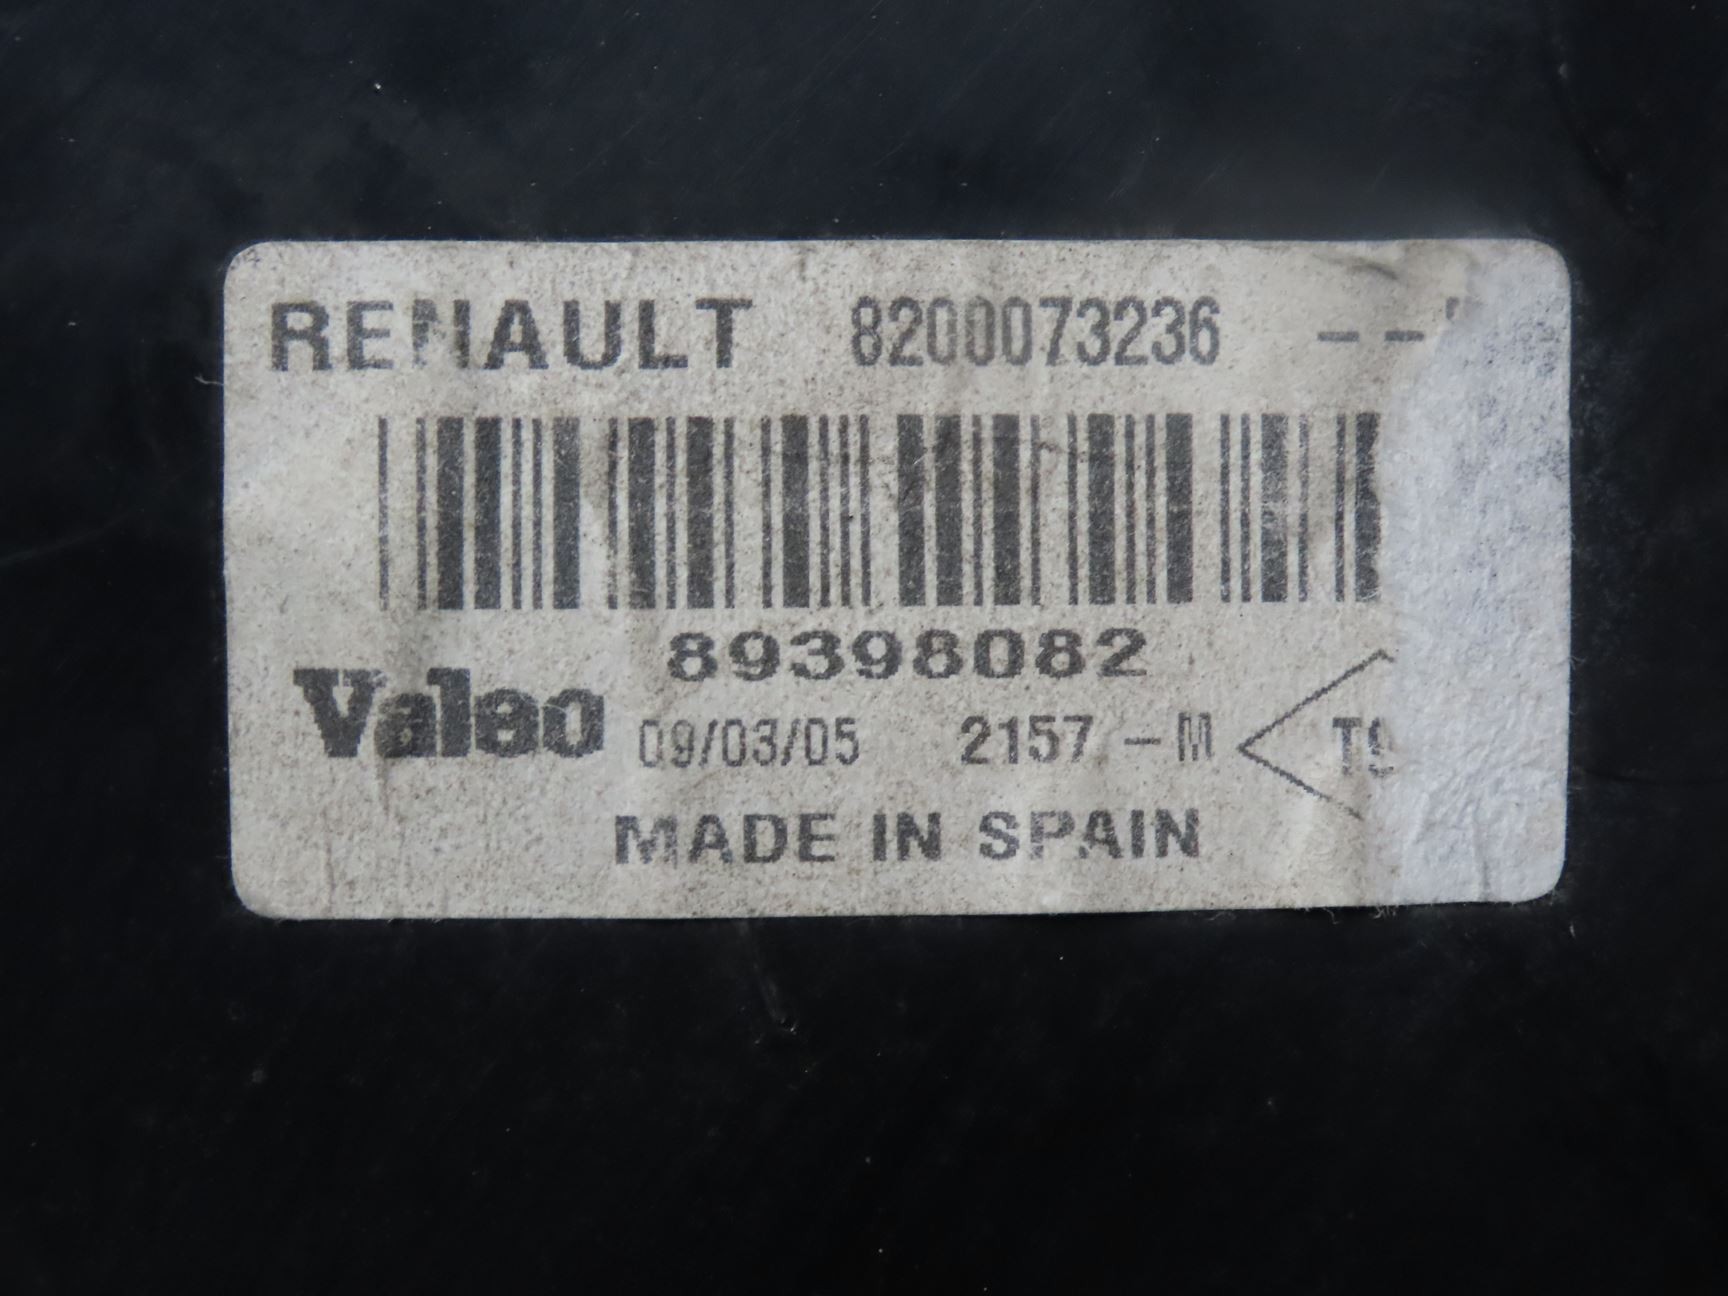 RENAULT 8200073236 --
89398082
Valeo 09/03/05 2157 -M
MADE IN SPAIN